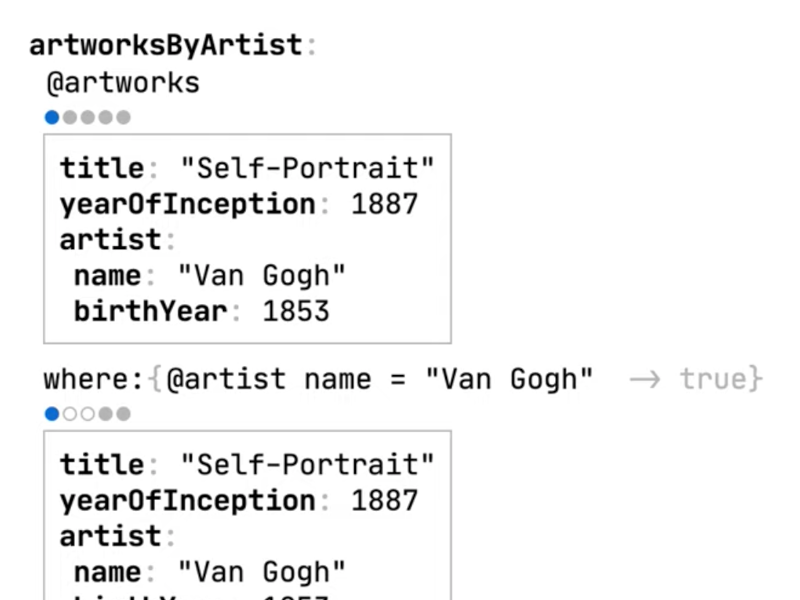 artworksByArtist:
@artworks
title: "Self-Portrait"
yearOfInception: 1887
artist:
name: "Van Gogh"
birthYear: 1853
where:{@artist name = "Van Gogh" → true}
title: "Self-Portrait"
yearOfInception: 1887
artist:
name: "Van Gogh"